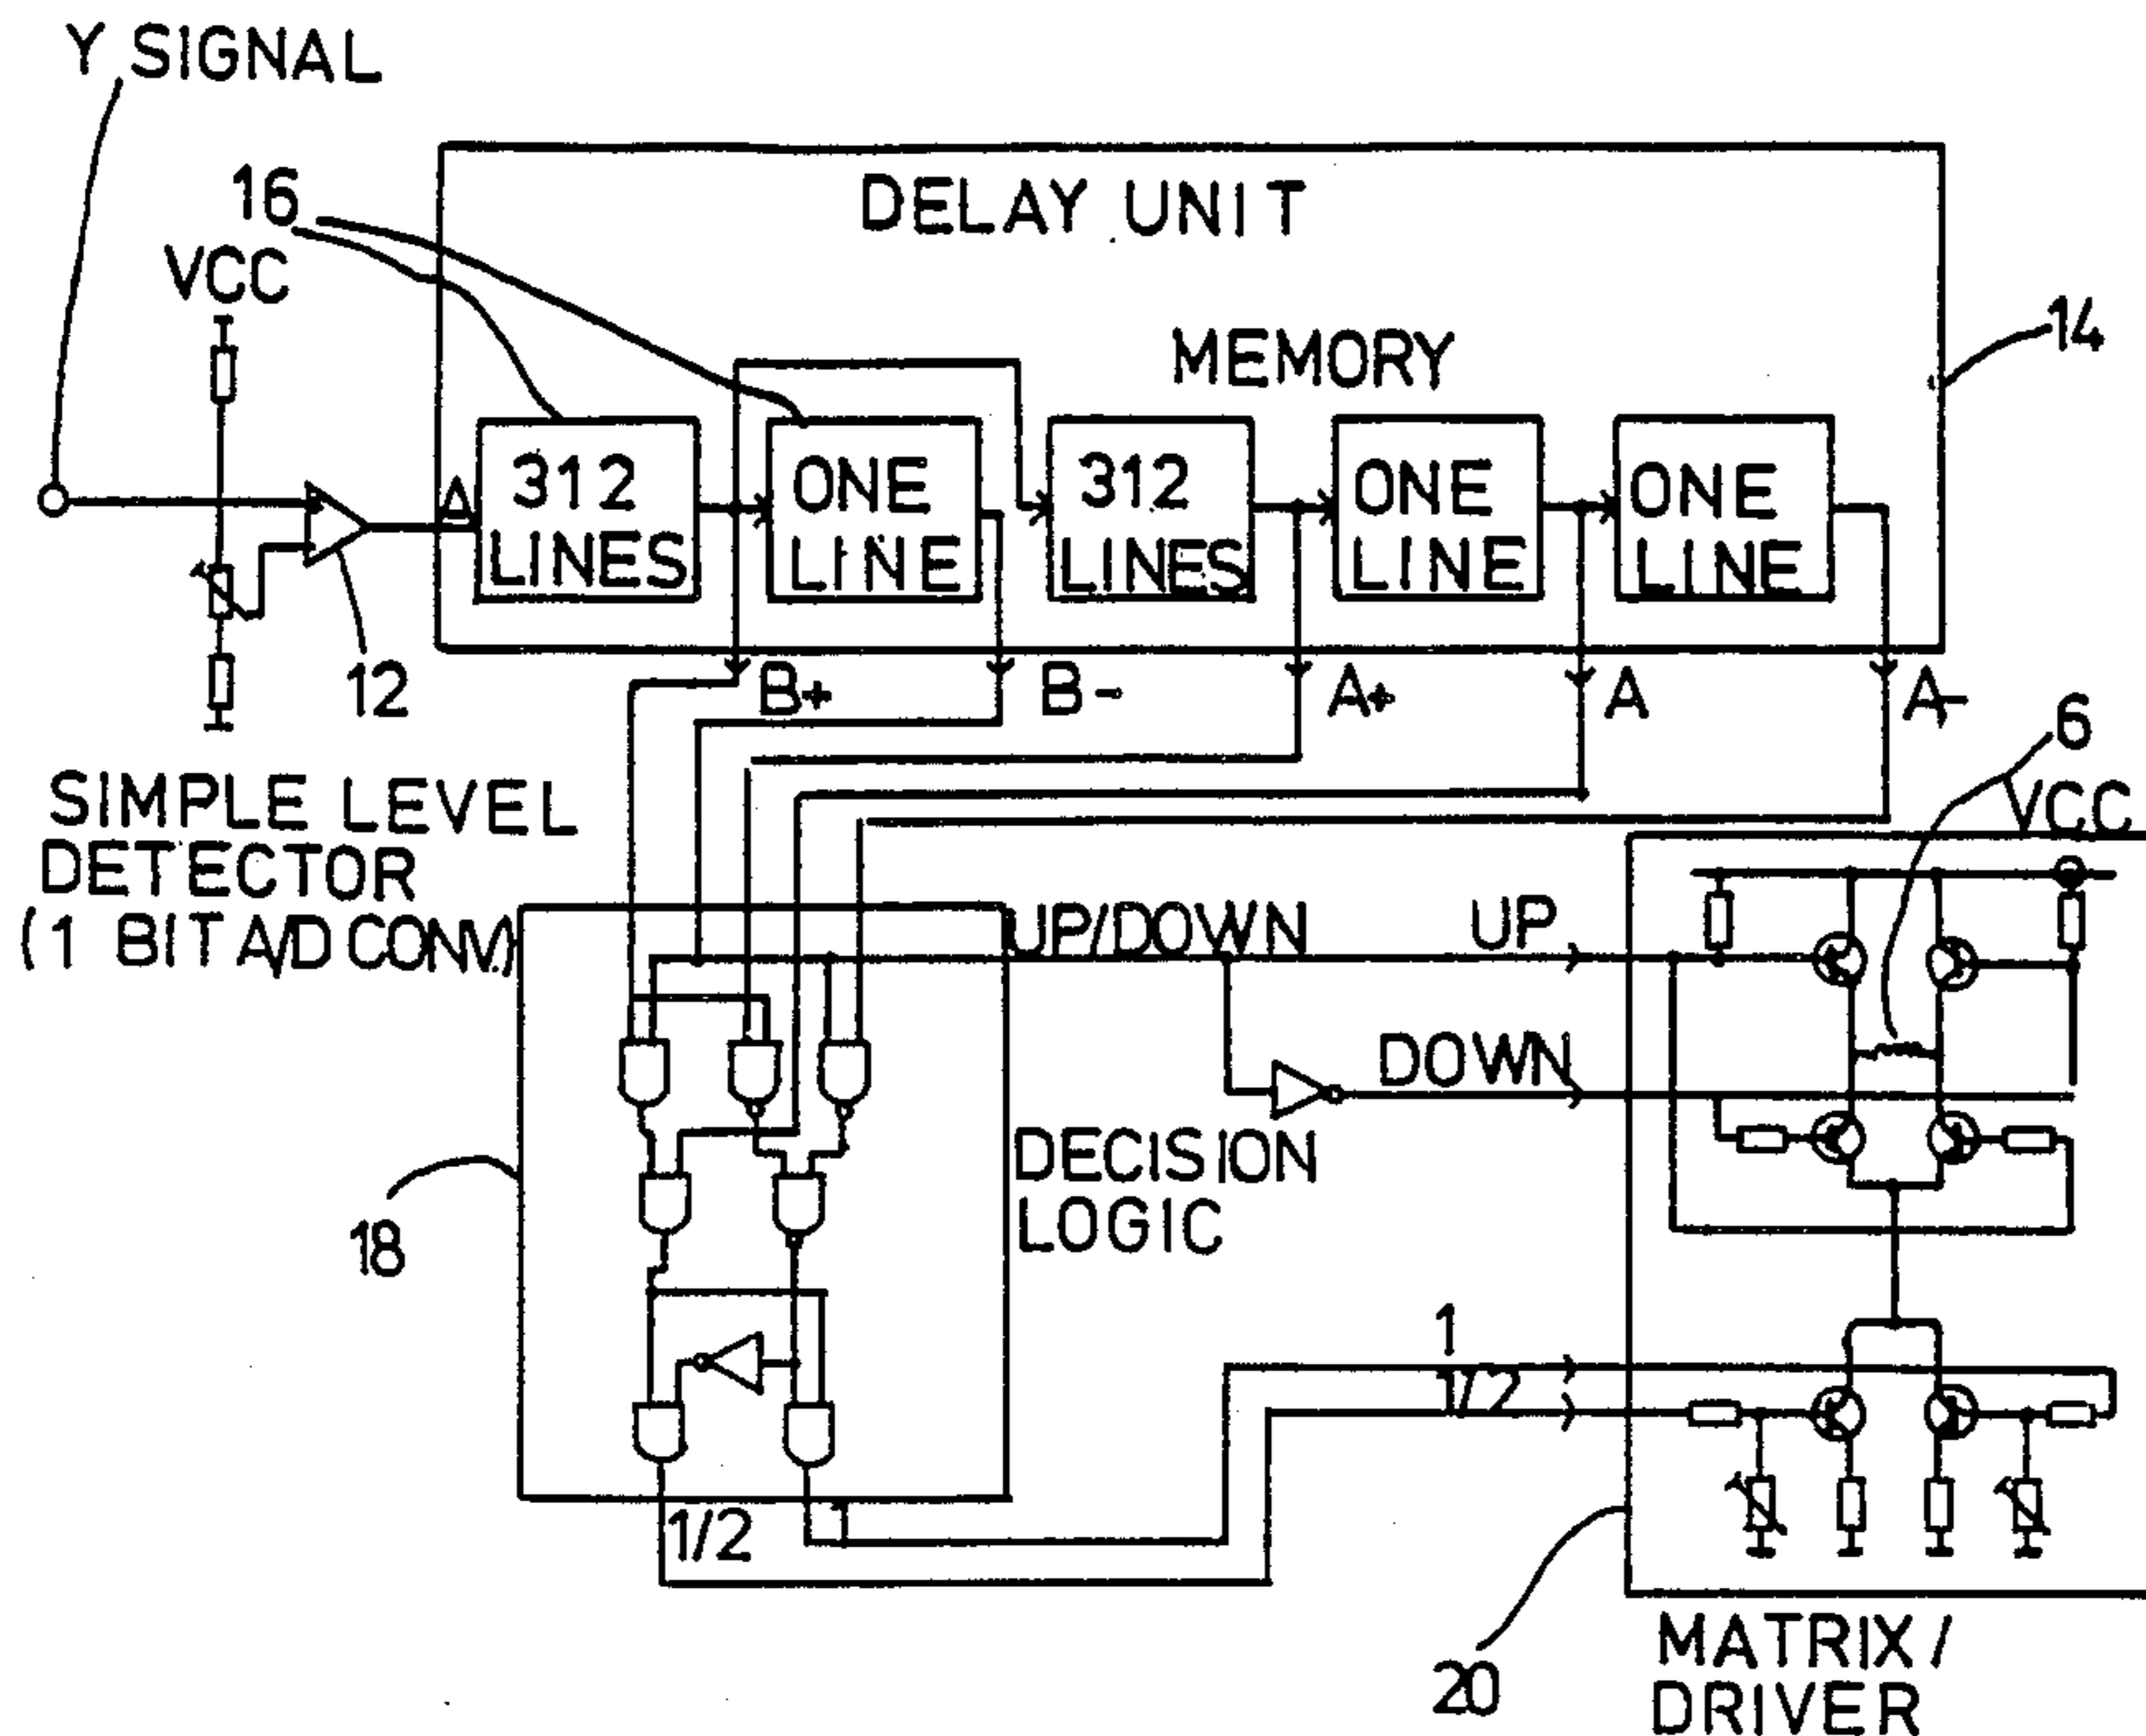 Y SIGNAL
16
VCC
DELAY UNIT
MEMORY
14
Δ
312
LINES
ONE
LINE
312
LINES
ONE
LINE
ONE
LINE
12
B+
B-
A+
A
A-
6
VCC
SIMPLE LEVEL
DETECTOR
(1 BIT A/D CONV.)
UP/DOWN
UP
DOWN
DECISION
LOGIC
18
1
1/2
1/2
1
20
MATRIX/
DRIVER